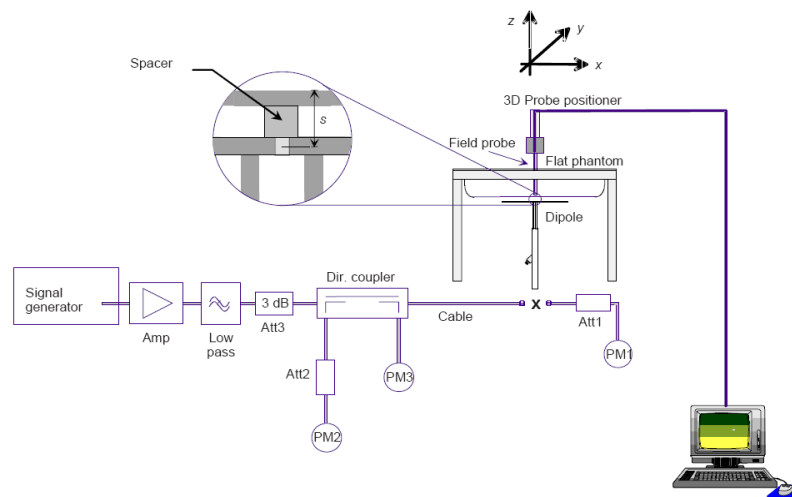 z
y
x
Spacer
s
3D Probe positioner
Field probe
Flat phantom
Dipole
Dir. coupler
Signal
generator
3 dB
X
Amp
Low
pass
Att3
Cable
Att1
PM1
Att2
PM3
PM2